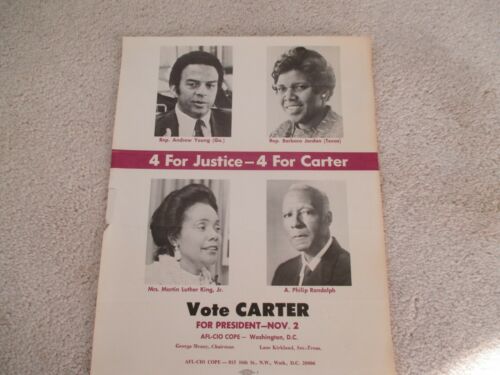 Rep. Andrew Young (Ga.)
Rep. Barbara Jordan (Texas)
4 For Justice—4 For Carter
Mrs. Martin Luther King, Jr.
A. Philip Randolph
Vote CARTER
FOR PRESIDENT—NOV. 2
AFL-CIO COPE — Washington, D.C.
George Meany, Chairman Lane Kirkland, Sec-Treas.
AFL-CIO COPE—815 16th St., N.W., Wash., D.C. 20006